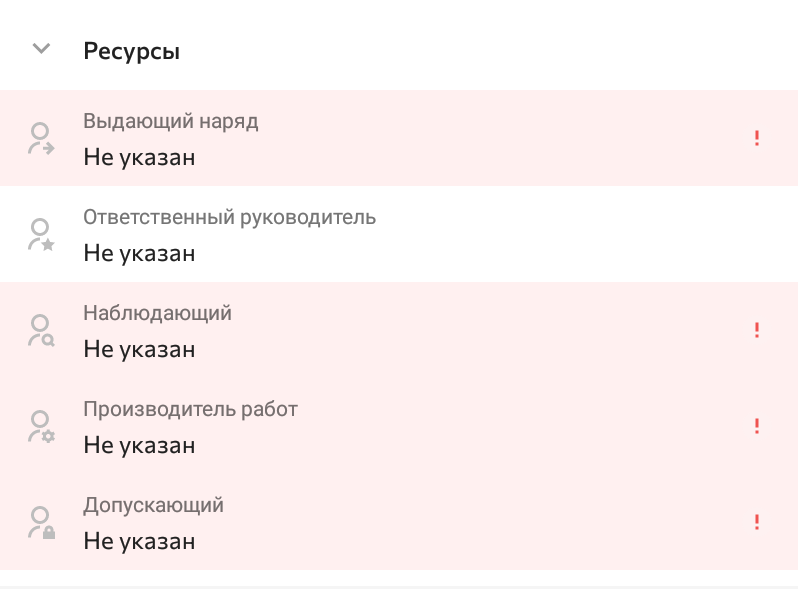 Ресурсы
Выдающий наряд
Не указан
!
Ответственный руководитель
Не указан
Наблюдающий
Не указан
!
Производитель работ
Не указан
!
Допускающий
Не указан
!